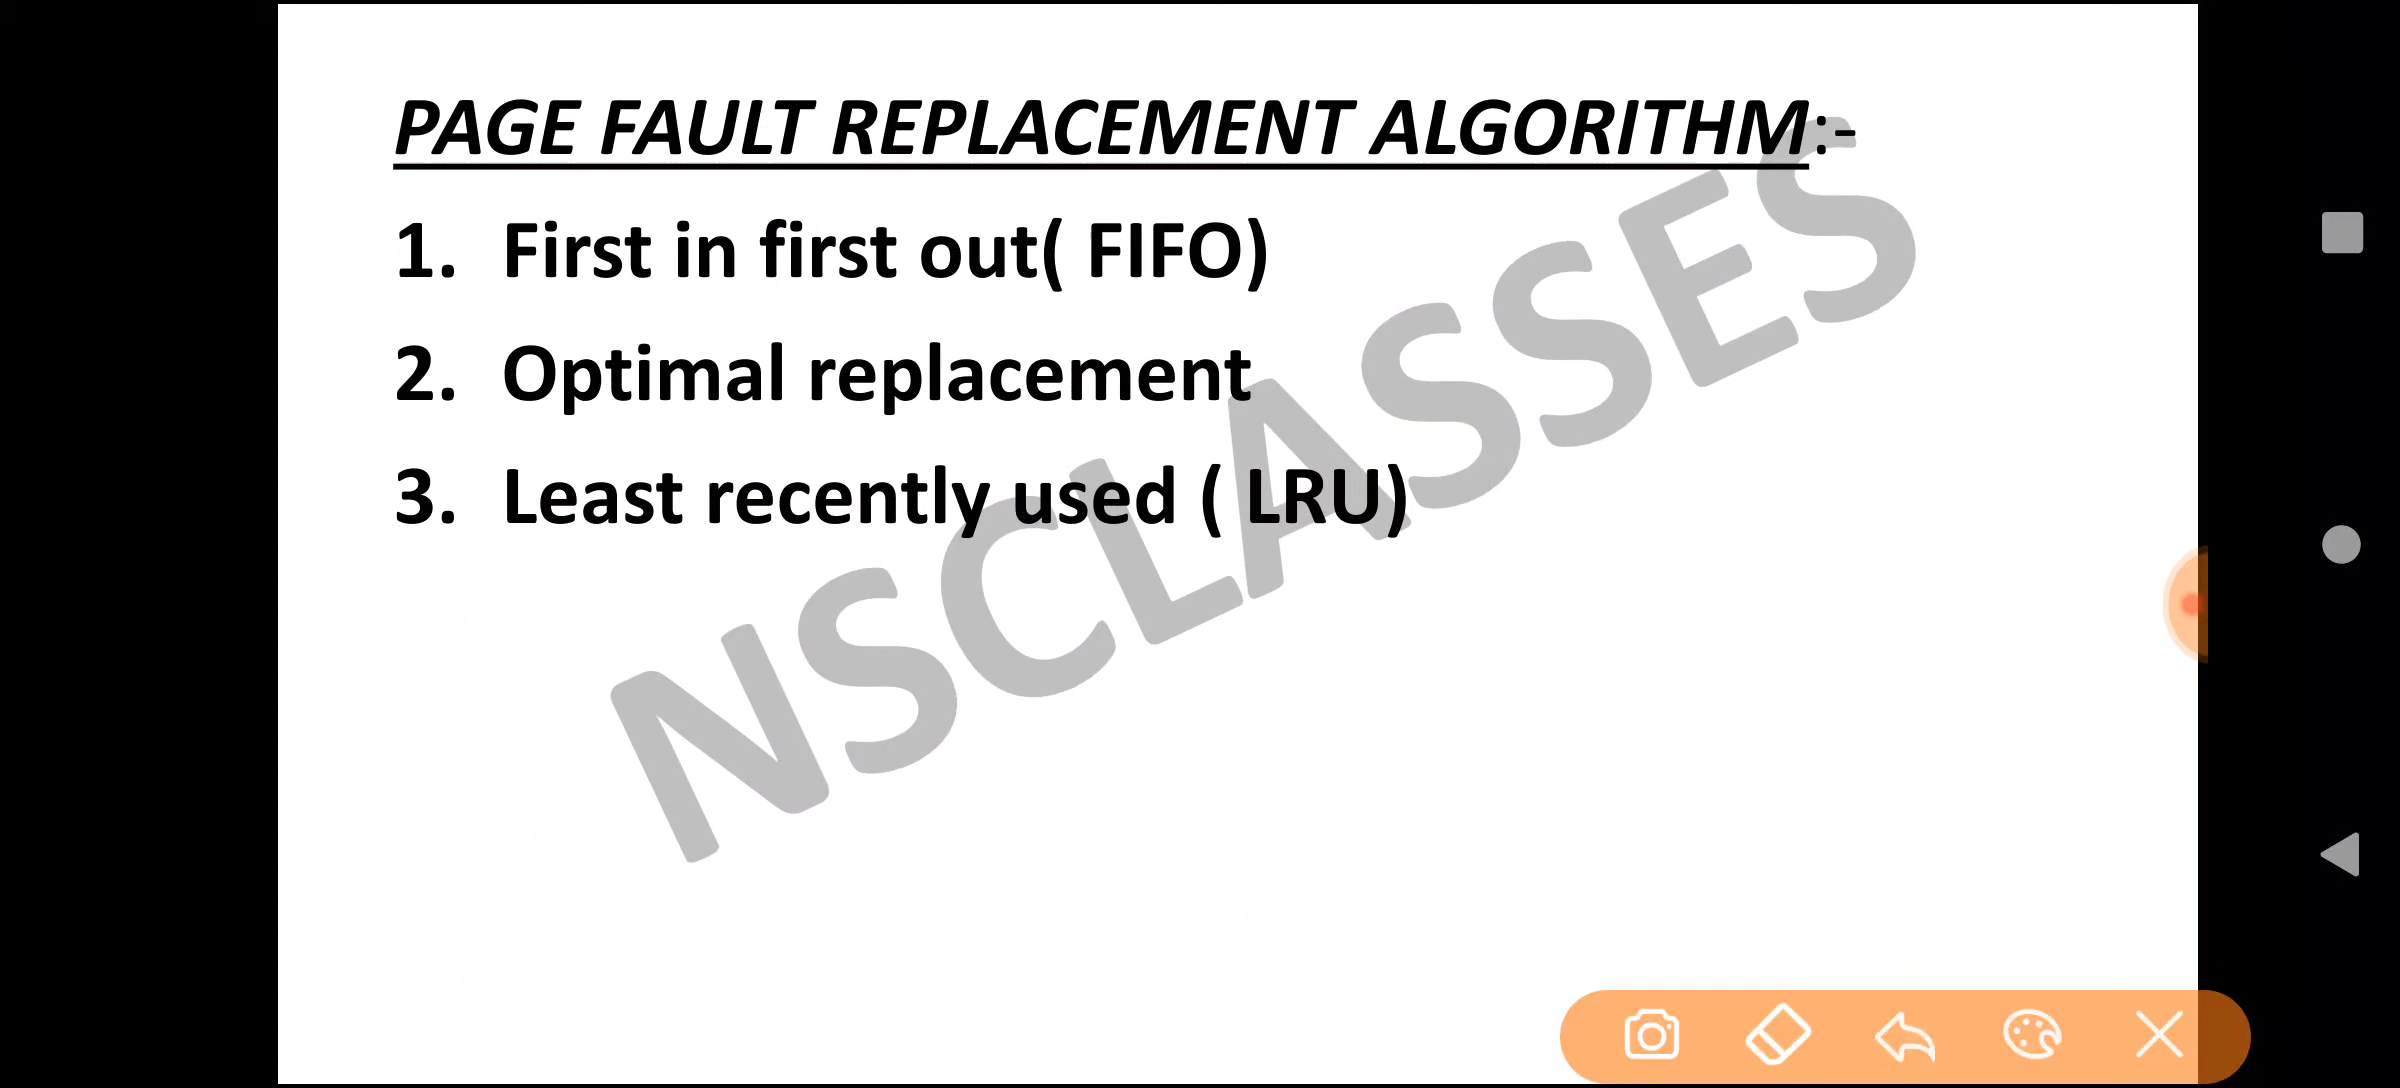 PAGE FAULT REPLACEMENT ALGORITHM:-
1. First in first out( FIFO)
2. Optimal replacement
3. Least recently used ( LRU)
NSCLASSES